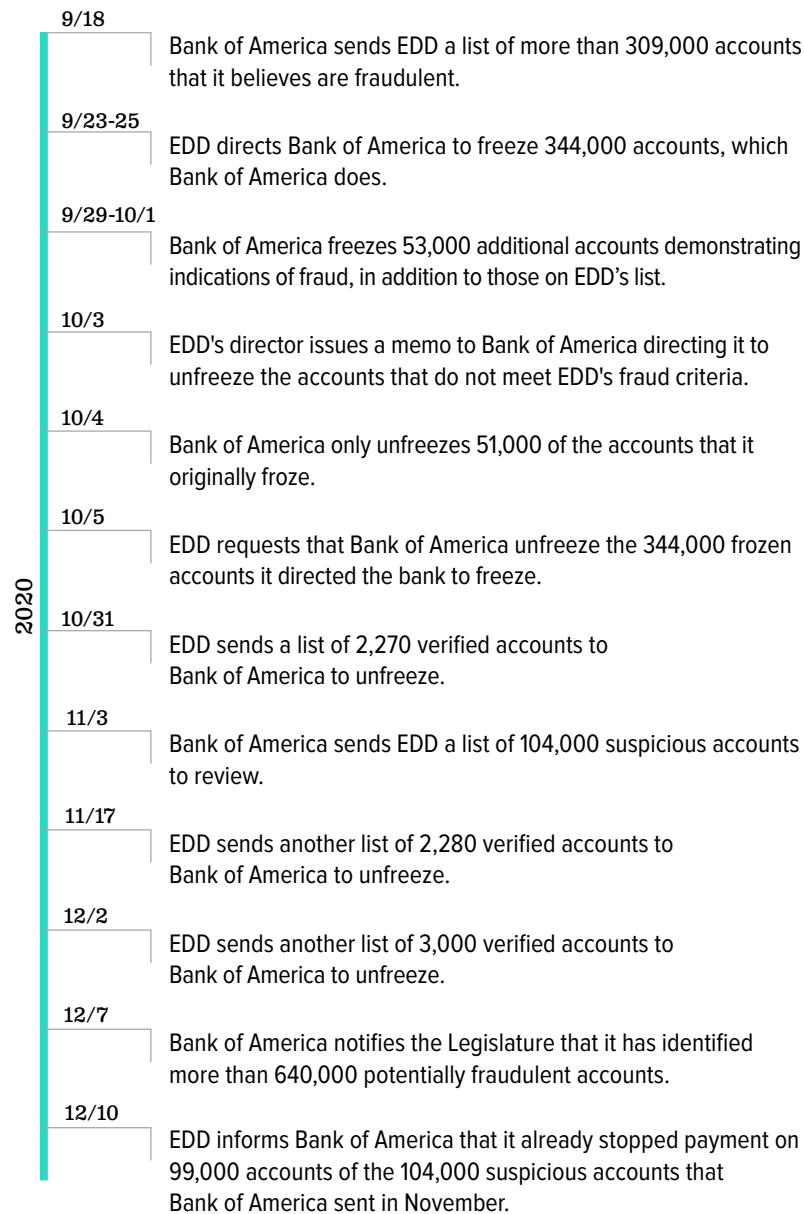 9/18
Bank of America sends EDD a list of more than 309,000 accounts
that it believes are fraudulent.
9/23-25
EDD directs Bank of America to freeze 344,000 accounts, which
Bank of America does.
9/29-10/1
Bank of America freezes 53,000 additional accounts demonstrating
indications of fraud, in addition to those on EDD’s list.
10/3
EDD's director issues a memo to Bank of America directing it to
unfreeze the accounts that do not meet EDD's fraud criteria.
10/4
Bank of America only unfreezes 51,000 of the accounts that it
originally froze.
10/5
EDD requests that Bank of America unfreeze the 344,000 frozen
accounts it directed the bank to freeze.
2020
10/31
EDD sends a list of 2,270 verified accounts to
Bank of America to unfreeze.
11/3
Bank of America sends EDD a list of 104,000 suspicious accounts
to review.
11/17
EDD sends another list of 2,280 verified accounts to
Bank of America to unfreeze.
12/2
EDD sends another list of 3,000 verified accounts to
Bank of America to unfreeze.
12/7
Bank of America notifies the Legislature that it has identified
more than 640,000 potentially fraudulent accounts.
12/10
EDD informs Bank of America that it already stopped payment on
99,000 accounts of the 104,000 suspicious accounts that
Bank of America sent in November.